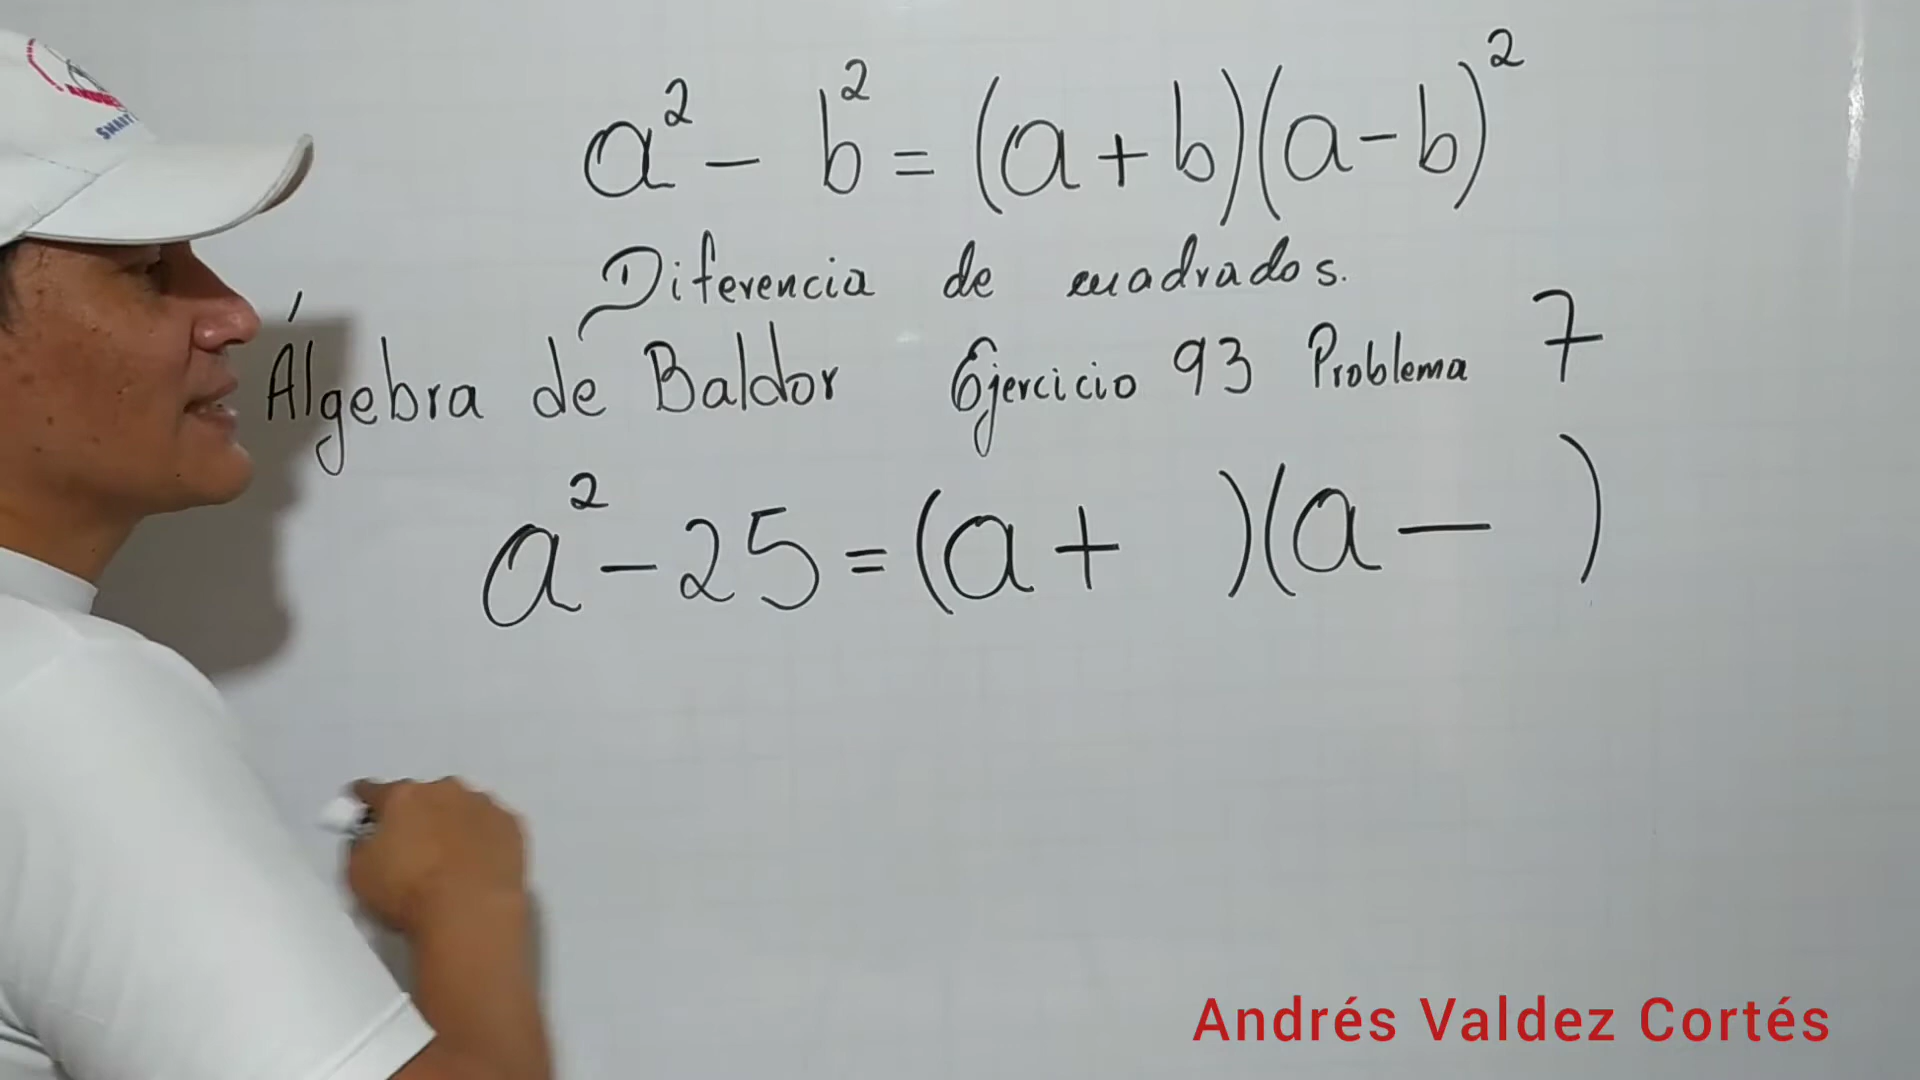 a² - b² = (a + b)(a - b)²
Diferencia de cuadrados.
Álgebra de Baldor Ejercicio 93 Problema 7
a² - 25 = (a + )(a - )
Andrés Valdez Cortés